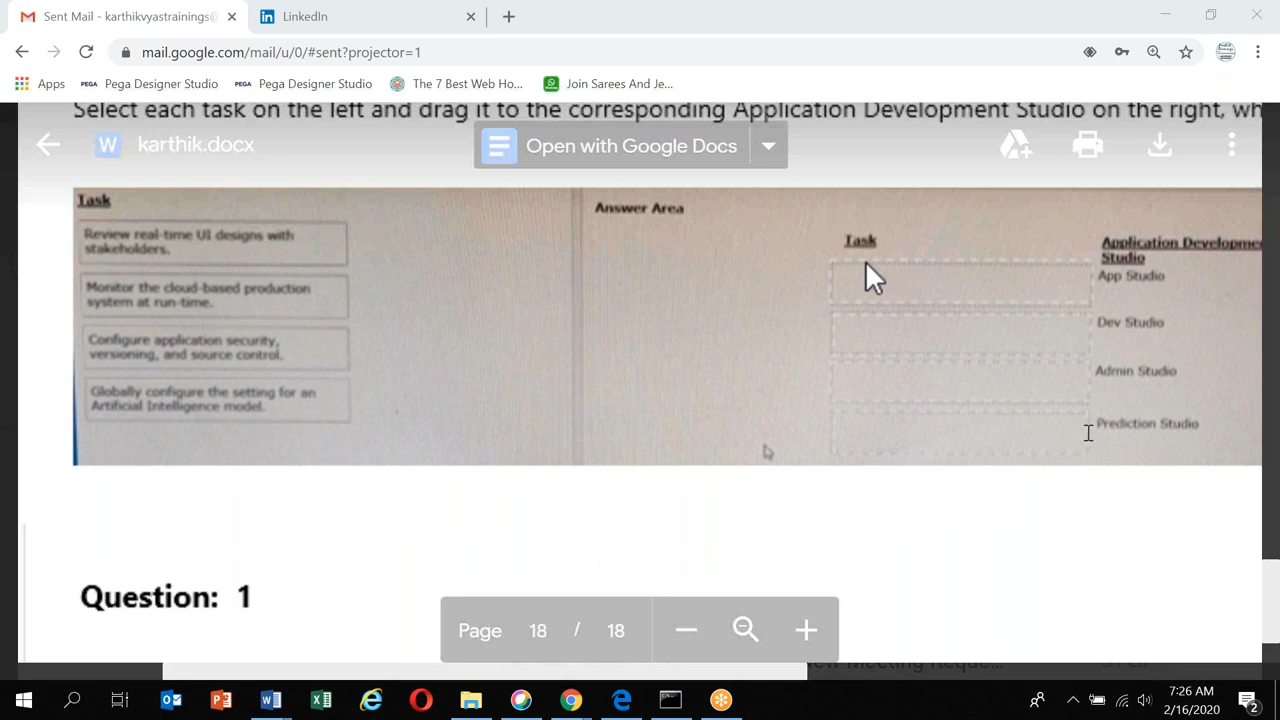 Sent Mail - karthikvyastrainings@
LinkedIn
mail.google.com/mail/u/0/#sent?projector=1
Apps
PEGA Pega Designer Studio
PEGA Pega Designer Studio
The 7 Best Web Ho...
Join Sarees And Je...
Select each task on the left and drag it to the corresponding Application Development Studio on the right, wh
W karthik.docx
Open with Google Docs
Task
Answer Area
Review real-time UI designs with
stakeholders.
Task
Application Developme
Studio
App Studio
Monitor the cloud-based production
system at run-time.
Dev Studio
Configure application security,
versioning, and source control.
Admin Studio
Globally configure the setting for an
Artificial Intelligence model.
Prediction Studio
Question: 1
Page 18 / 18
7:26 AM
2/16/2020
2